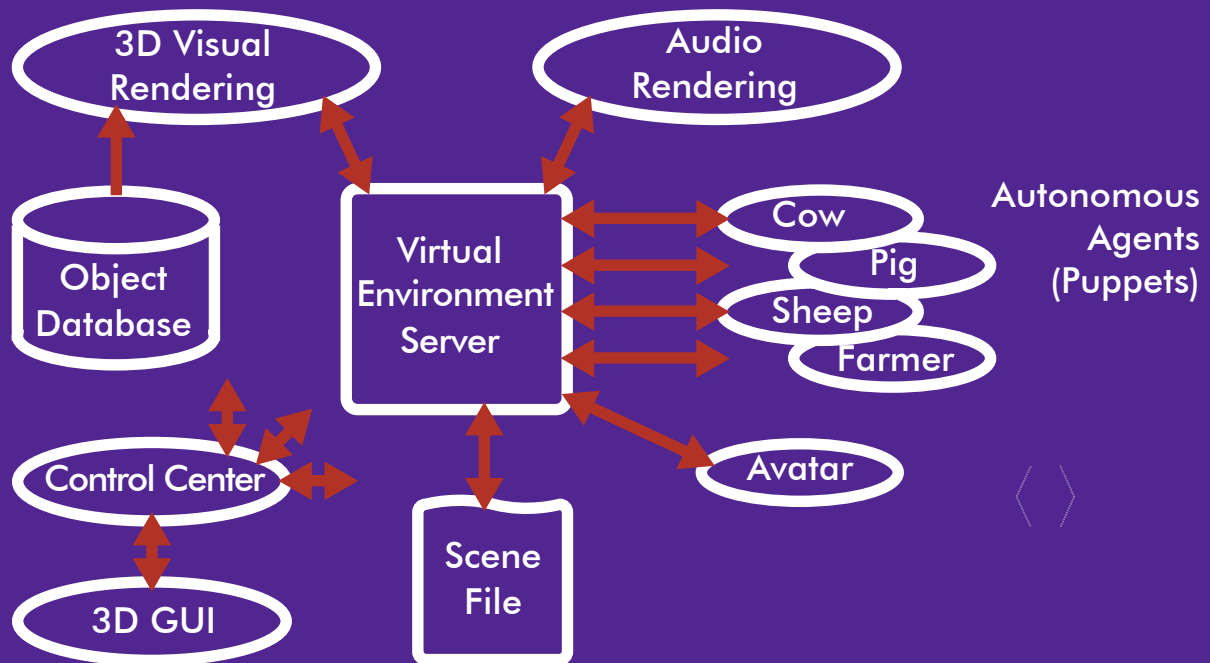 3D Visual
Rendering
Audio
Rendering
Autonomous
Agents
(Puppets)
Cow
Pig
Sheep
Farmer
Virtual
Environment
Server
Object
Database
Control Center
Avatar
Scene
File
3D GUI